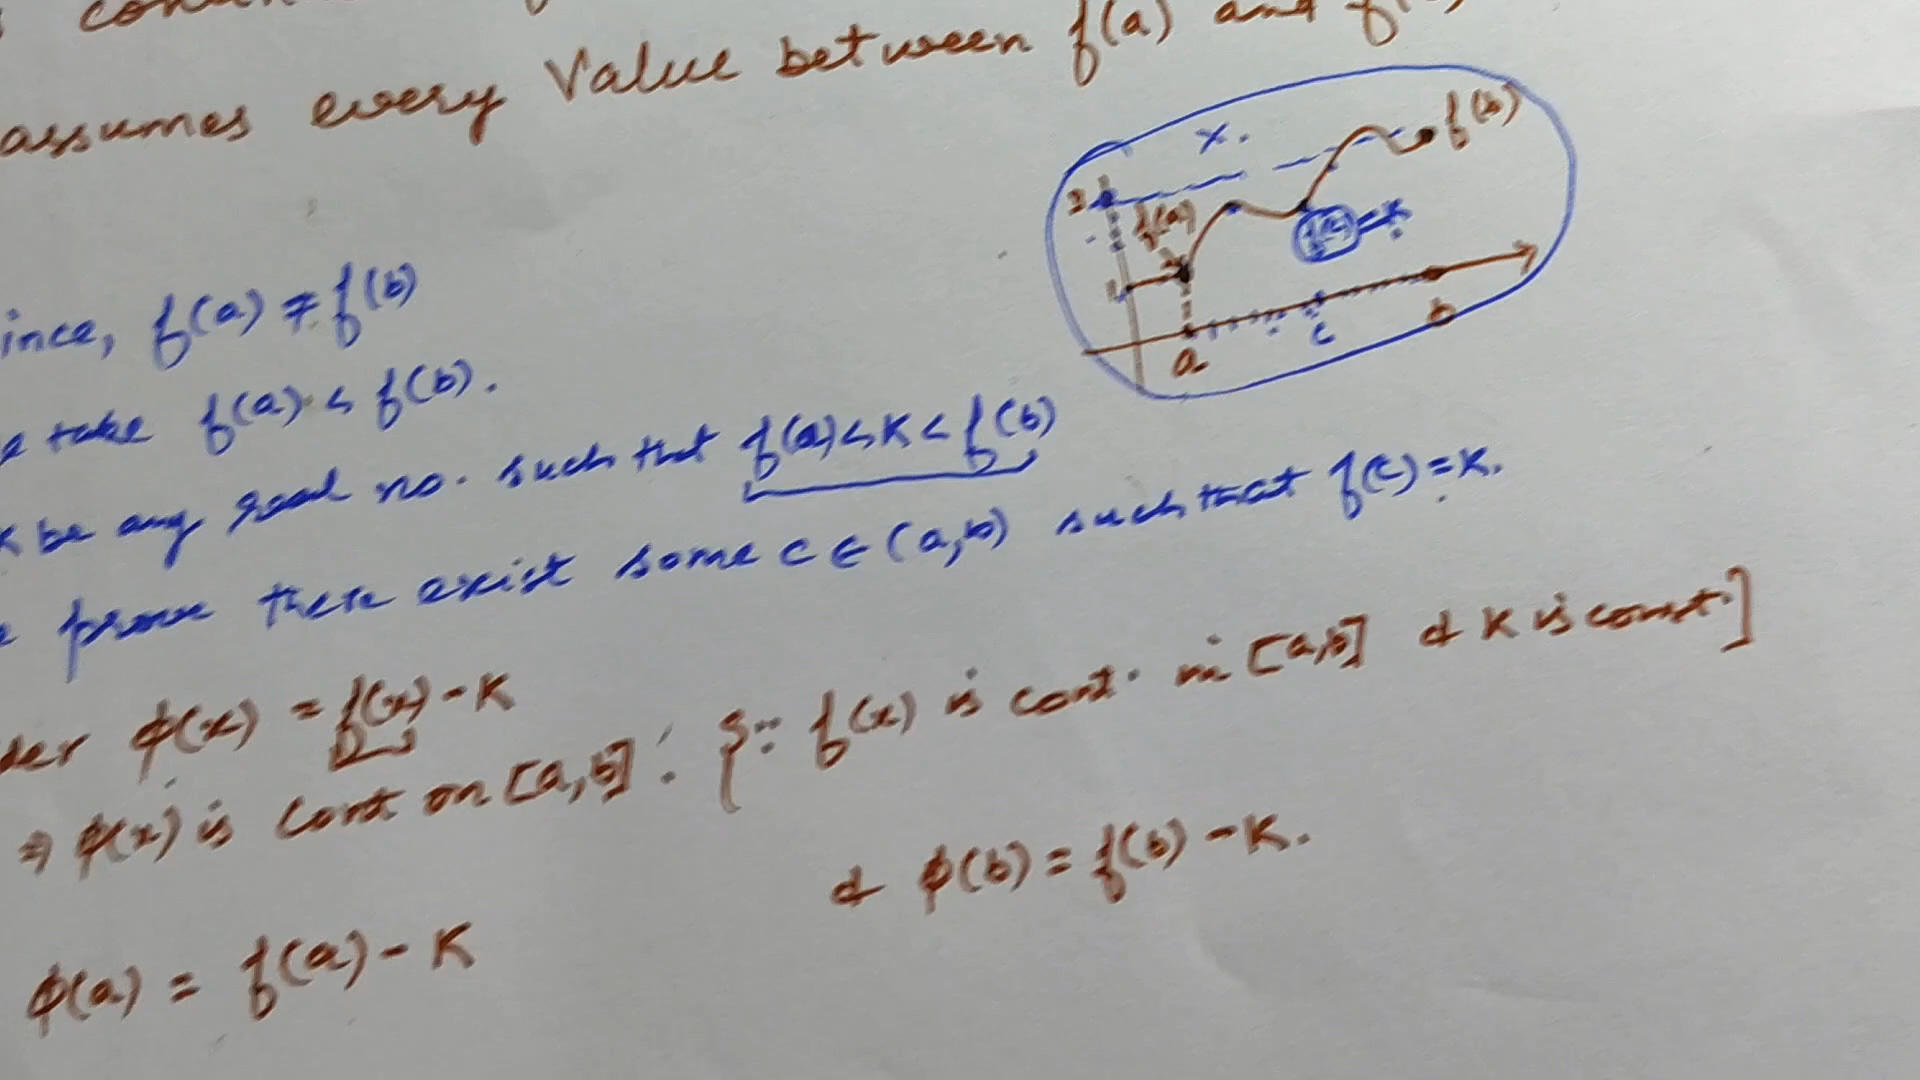 assumes every Value between f(a) and
x.
f(b)
f(a)
a
c
b
ince, f(a) ≠ f(b)
take f(a) < f(b).
be any real no. such that f(a) < K < f(b)
prove there exist some c ∈ (a,b) such that f(c) = K.
der φ(x) = f(x) - K
⇒ φ(x) is cont on [a,b]. {∵ f(x) is cont. in [a,b] & K is const.]
φ(a) = f(a) - K & φ(b) = f(b) - K.